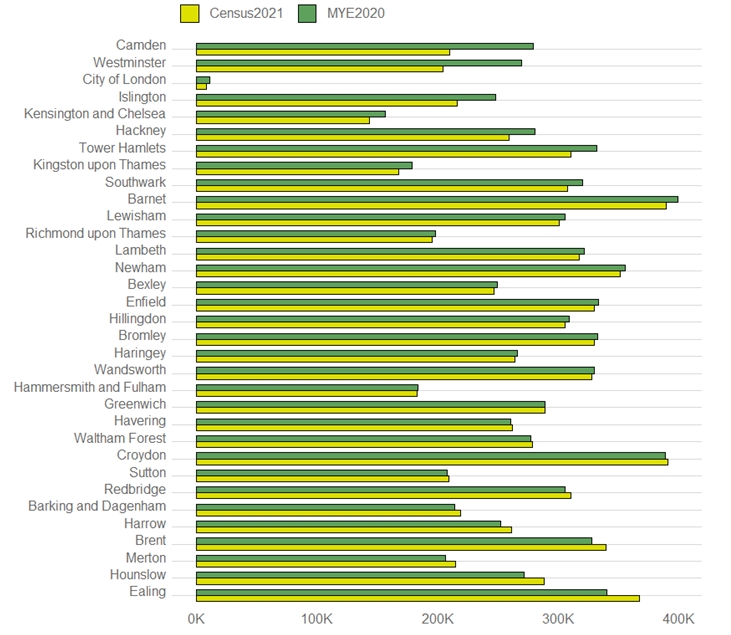 Census2021 MYE2020
Camden
Westminster
City of London
Islington
Kensington and Chelsea
Hackney
Tower Hamlets
Kingston upon Thames
Southwark
Barnet
Lewisham
Richmond upon Thames
Lambeth
Newham
Bexley
Enfield
Hillingdon
Bromley
Haringey
Wandsworth
Hammersmith and Fulham
Greenwich
Havering
Waltham Forest
Croydon
Sutton
Redbridge
Barking and Dagenham
Harrow
Brent
Merton
Hounslow
Ealing
0K 100K 200K 300K 400K